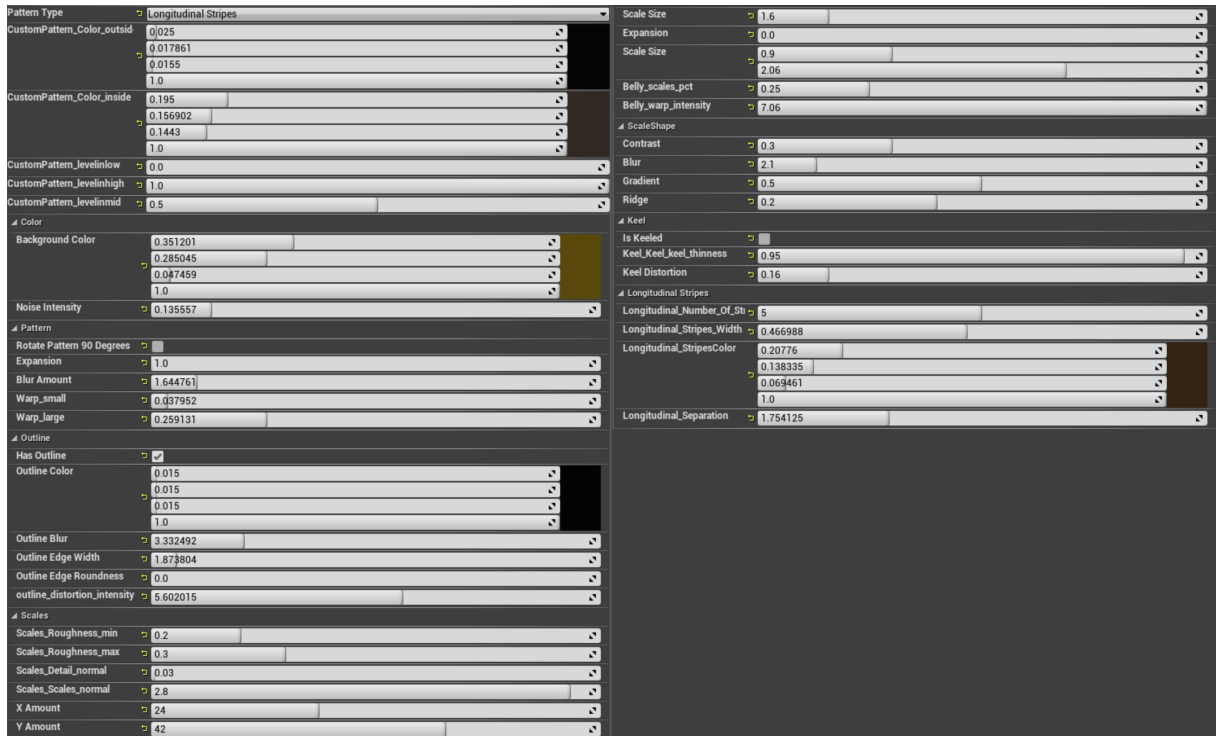 Pattern Type Longitudinal Stripes
CustomPattern_Color_outsid 0.025
0.017861
0.0155
1.0
CustomPattern_Color_inside 0.195
0.156902
0.1443
1.0
CustomPattern_levelinlow 0.0
CustomPattern_levelinhigh 1.0
CustomPattern_levelinmid 0.5
Color
Background Color 0.351201
0.285045
0.047459
1.0
Noise Intensity 0.135557
Pattern
Rotate Pattern 90 Degrees
Expansion 1.0
Blur Amount 1.644761
Warp_small 0.037952
Warp_large 0.259131
Outline
Has Outline
Outline Color 0.015
0.015
0.015
1.0
Outline Blur 3.332492
Outline Edge Width 1.873804
Outline Edge Roundness 0.0
outline_distortion_intensity 5.602015
Scales
Scales_Roughness_min 0.2
Scales_Roughness_max 0.3
Scales_Detail_normal 0.03
Scales_Scales_normal 2.8
X Amount 24
Y Amount 42
Scale Size 1.6
Expansion 0.0
Scale Size 0.9
2.06
Belly_scales_pct 0.25
Belly_warp_intensity 7.06
ScaleShape
Contrast 0.3
Blur 2.1
Gradient 0.5
Ridge 0.2
Keel
Is Keeled
Keel_Keel_keel_thinness 0.95
Keel Distortion 0.16
Longitudinal Stripes
Longitudinal_Number_Of_Stri 5
Longitudinal_Stripes_Width 0.466988
Longitudinal_StripesColor 0.20776
0.138335
0.069461
1.0
Longitudinal_Separation 1.754125